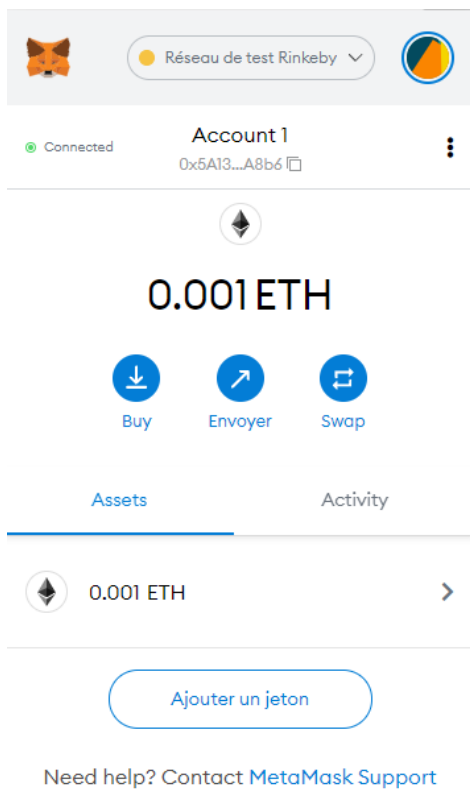 Réseau de test Rinkeby
Connected
Account 1
0x5A13...A8b6
0.001 ETH
Buy
Envoyer
Swap
Assets
Activity
0.001 ETH
Ajouter un jeton
Need help? Contact MetaMask Support